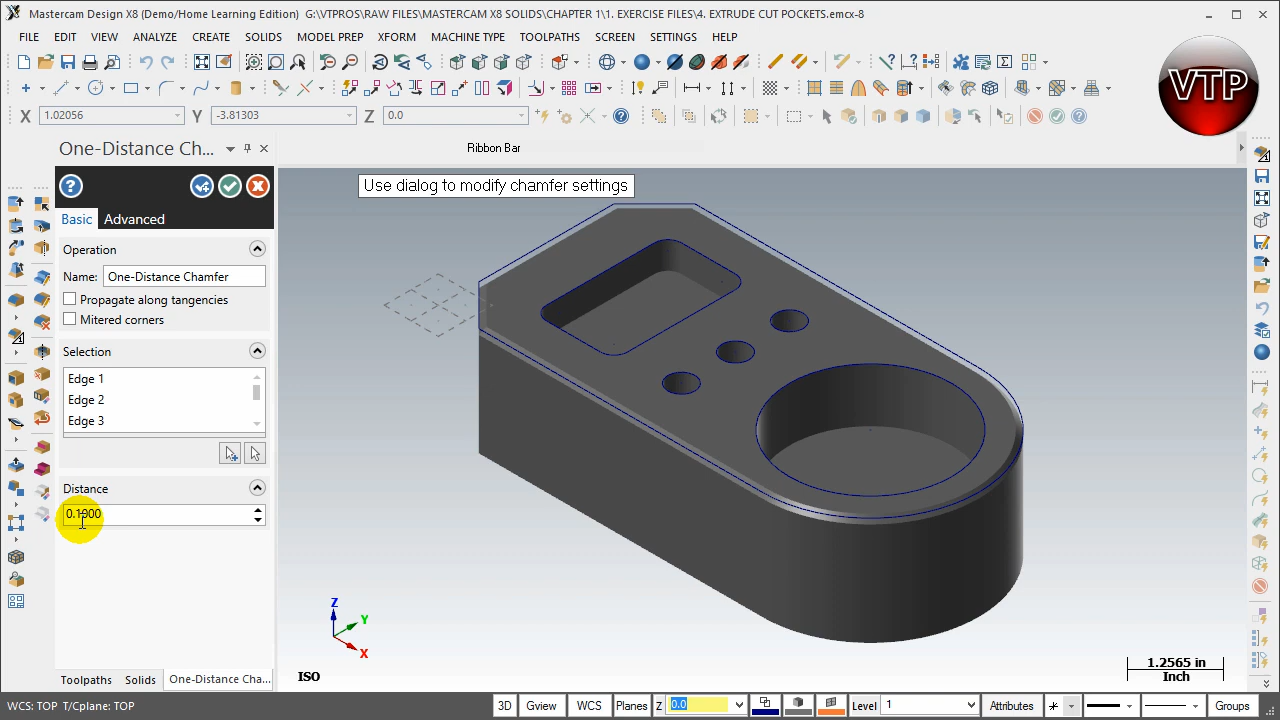 Mastercam Design X8 (Demo/Home Learning Edition) G:\VTPROS\RAW FILES\MASTERCAM X8 SOLIDS\CHAPTER 1\1. EXERCISE FILES\4. EXTRUDE CUT POCKETS.emcx-8
FILE EDIT VIEW ANALYZE CREATE SOLIDS MODEL PREP XFORM MACHINE TYPE TOOLPATHS SCREEN SETTINGS HELP
VTP
X 1.02056 Y -3.81303 Z 0.0
One-Distance Ch...
Ribbon Bar
Use dialog to modify chamfer settings
Basic Advanced
Operation
Name: One-Distance Chamfer
Propagate along tangencies
Mitered corners
Selection
Edge 1
Edge 2
Edge 3
Distance
0.1000
Z
Y
X
ISO
1.2565 in
Inch
Toolpaths Solids One-Distance Cha...
WCS: TOP T/Cplane: TOP
3D Gview WCS Planes Z 0.0 Level 1 Attributes Groups